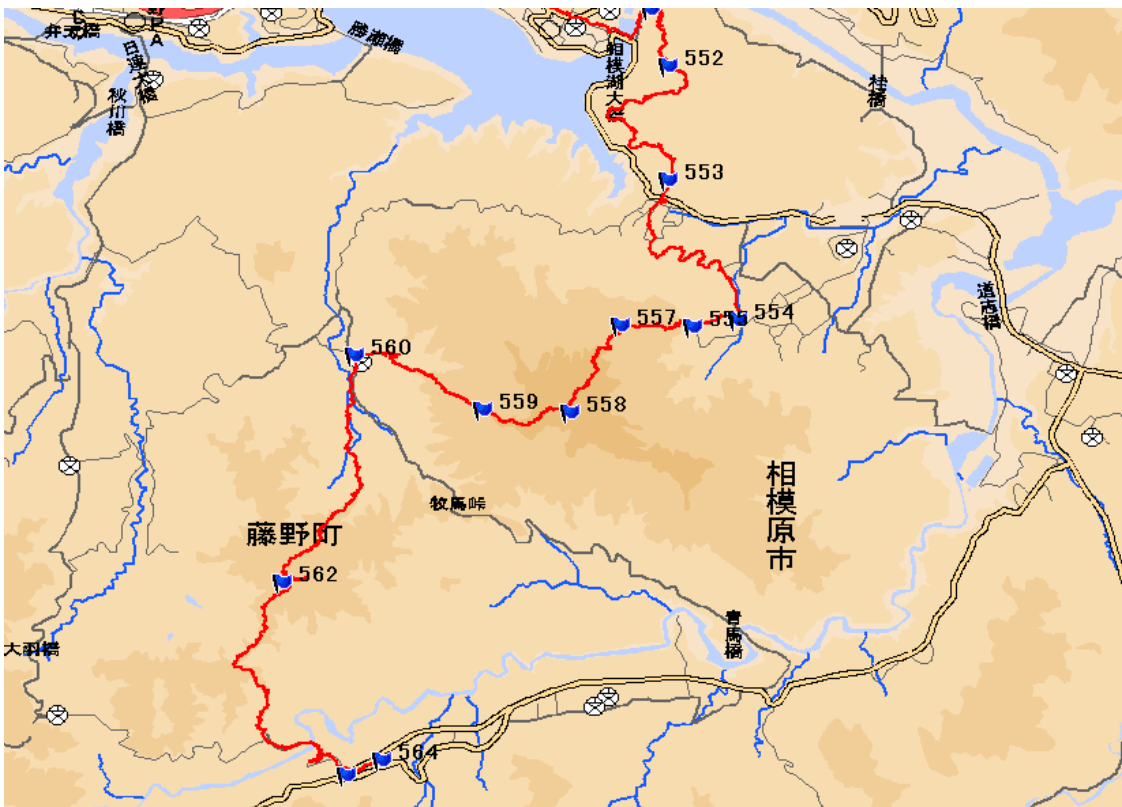 弁天橋
日連大橋
秋川橋
勝瀬橋
相模湖大
桂橋
552
553
道志橋
557
555
554
560
559
558
相模原市
牧馬峠
藤野町
562
青馬橋
大羽橋
564